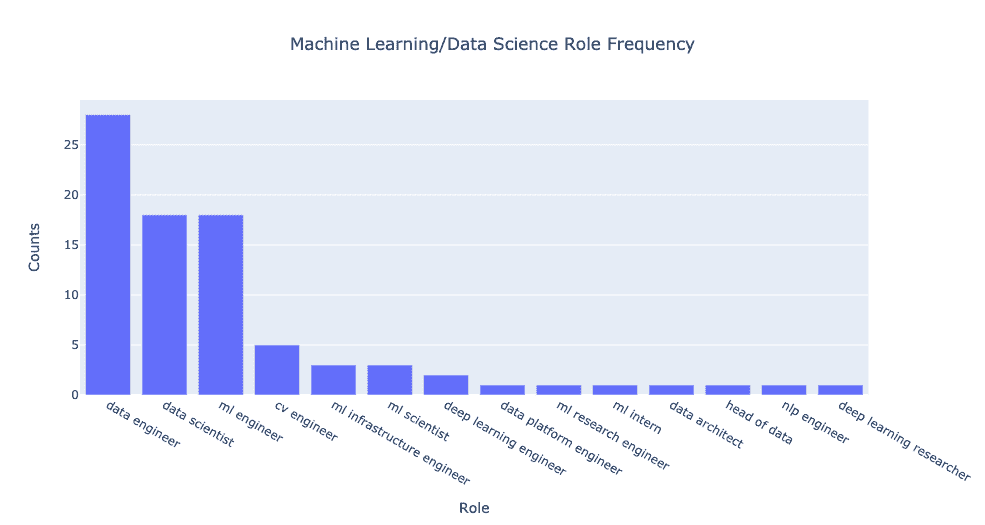 Machine Learning/Data Science Role Frequency
Counts
25
20
15
10
5
0
data engineer
data scientist
ml engineer
cv engineer
ml infrastructure engineer
ml scientist
deep learning engineer
data platform engineer
ml research engineer
ml intern
data architect
head of data
nlp engineer
deep learning researcher
Role